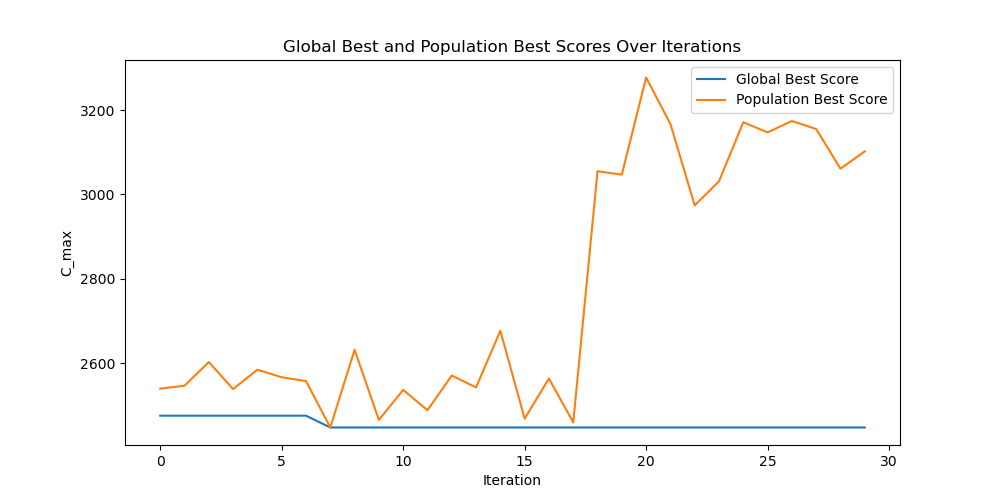 Global Best and Population Best Scores Over Iterations
Global Best Score
Population Best Score
3200
3000
2800
2600
C_max
0 5 10 15 20 25 30
Iteration